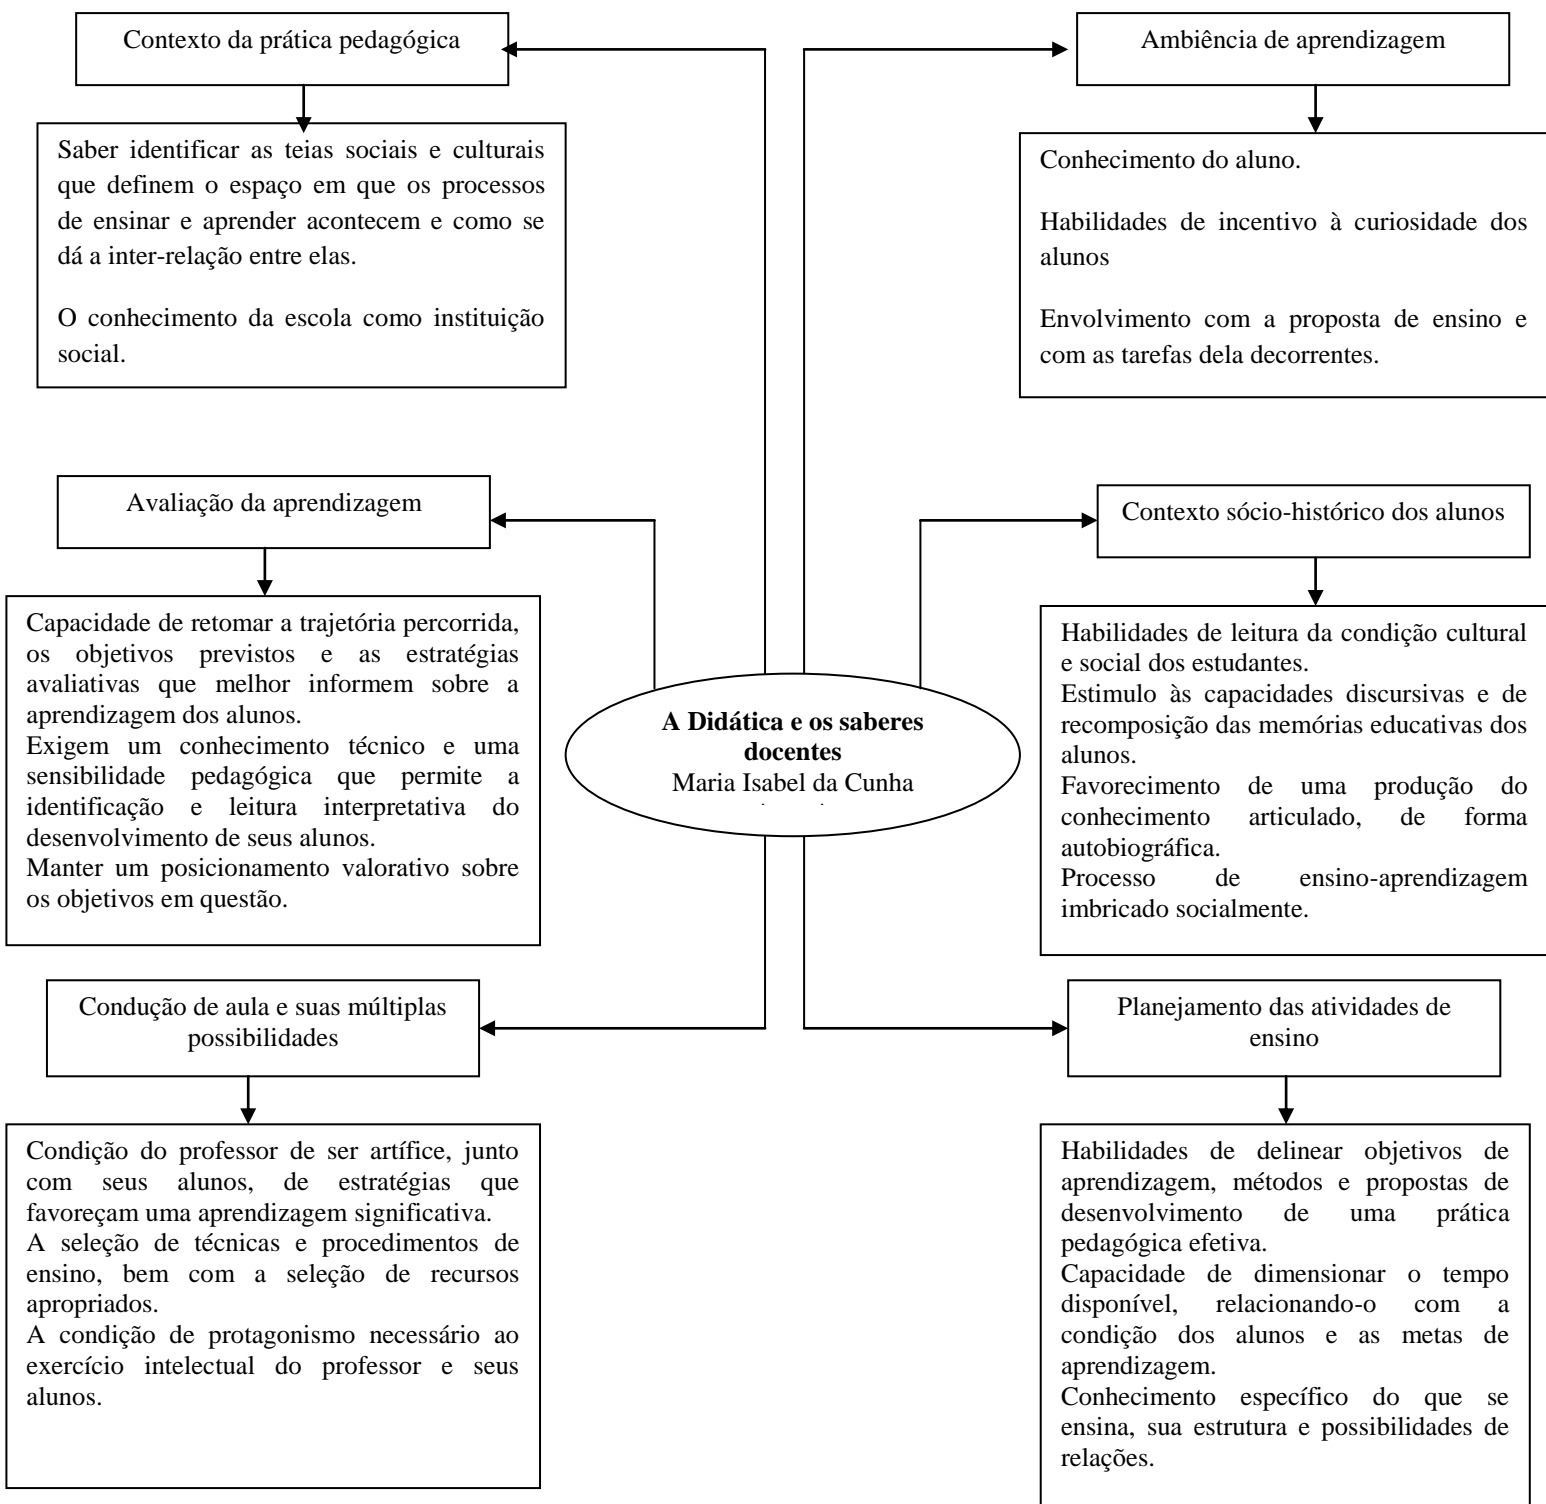 Contexto da prática pedagógica
Saber identificar as teias sociais e culturais
que definem o espaço em que os processos
de ensinar e aprender acontecem e como se
dá a inter-relação entre elas.
O conhecimento da escola como instituição
social.
Ambiência de aprendizagem
Conhecimento do aluno.
Habilidades de incentivo à curiosidade dos
alunos
Envolvimento com a proposta de ensino e
com as tarefas dela decorrentes.
Avaliação da aprendizagem
Capacidade de retomar a trajetória percorrida,
os objetivos previstos e as estratégias
avaliativas que melhor informem sobre a
aprendizagem dos alunos.
Exigem um conhecimento técnico e uma
sensibilidade pedagógica que permite a
identificação e leitura interpretativa do
desenvolvimento de seus alunos.
Manter um posicionamento valorativo sobre
os objetivos em questão.
Contexto sócio-histórico dos alunos
Habilidades de leitura da condição cultural
e social dos estudantes.
Estimulo às capacidades discursivas e de
recomposição das memórias educativas dos
alunos.
Favorecimento de uma produção do
conhecimento articulado, de forma
autobiográfica.
Processo de ensino-aprendizagem
imbricado socialmente.
A Didática e os saberes
docentes
Maria Isabel da Cunha
Condução de aula e suas múltiplas
possibilidades
Condição do professor de ser artífice, junto
com seus alunos, de estratégias que
favoreçam uma aprendizagem significativa.
A seleção de técnicas e procedimentos de
ensino, bem com a seleção de recursos
apropriados.
A condição de protagonismo necessário ao
exercício intelectual do professor e seus
alunos.
Planejamento das atividades de
ensino
Habilidades de delinear objetivos de
aprendizagem, métodos e propostas de
desenvolvimento de uma prática
pedagógica efetiva.
Capacidade de dimensionar o tempo
disponível, relacionando-o com a
condição dos alunos e as metas de
aprendizagem.
Conhecimento específico do que se
ensina, sua estrutura e possibilidades de
relações.